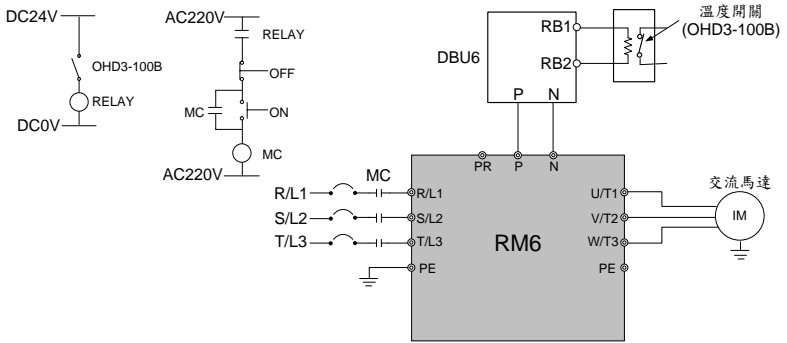 DC24V
OHD3-100B
RELAY
DC0V
AC220V
RELAY
OFF
MC
ON
MC
AC220V
RB1
RB2
DBU6
P
N
溫度開關
(OHD3-100B)
PR
P
N
MC
R/L1
S/L2
T/L3
R/L1
S/L2
T/L3
PE
RM6
U/T1
V/T2
W/T3
PE
交流馬達
IM